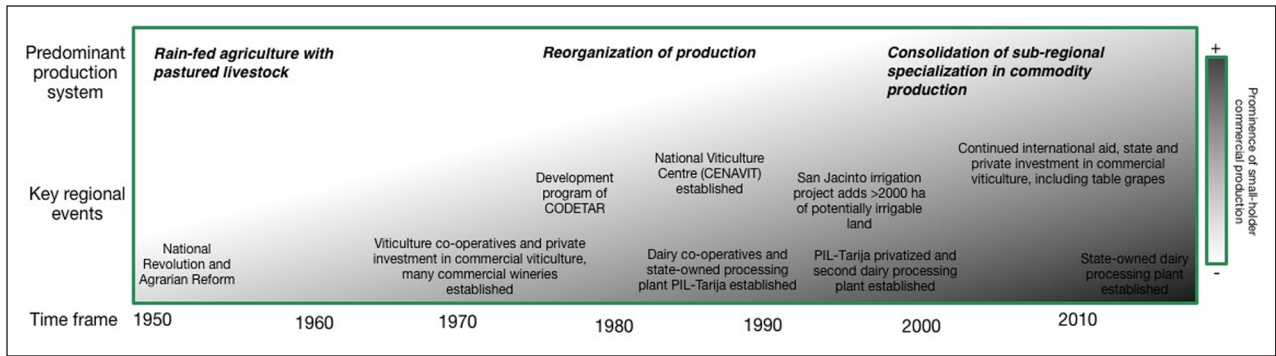 Predominant
production
system
Rain-fed agriculture with
pastured livestock
Reorganization of production
Consolidation of sub-regional
specialization in commodity
production
+
Prominence of small-holder
commercial production
-
Key regional
events
National
Revolution and
Agrarian Reform
Viticulture co-operatives and private
investment in commercial viticulture,
many commercial wineries
established
Development
program of
CODETAR
National Viticulture
Centre (CENAVIT)
established
Dairy co-operatives and
state-owned processing
plant PIL-Tarija established
San Jacinto irrigation
project adds >2000 ha
of potentially irrigable
land
PIL-Tarija privatized and
second dairy processing
plant established
Continued international aid, state and
private investment in commercial
viticulture, including table grapes
State-owned dairy
processing plant
established
Time frame
1950
1960
1970
1980
1990
2000
2010